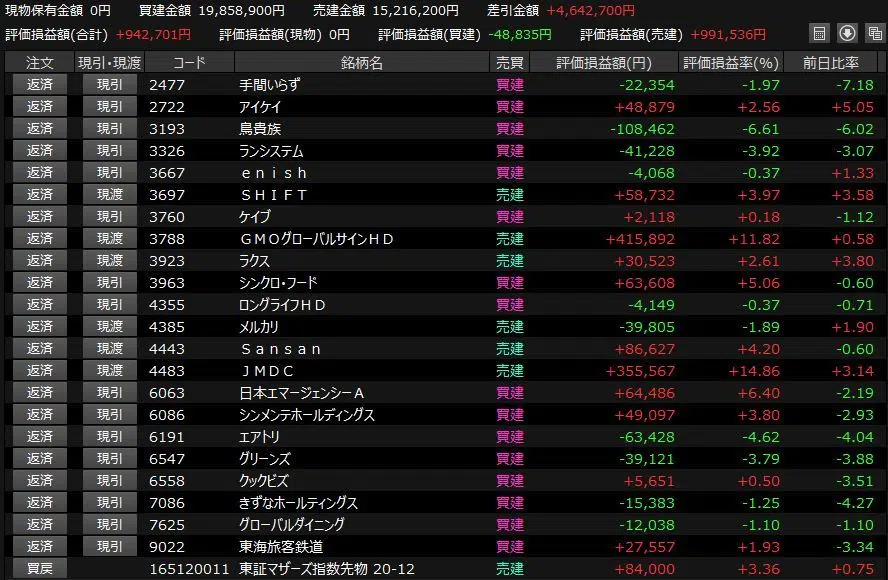 現物保有金額 0円 買建金額 19,858,900円 売建金額 15,216,200円 差引金額 +4,642,700円
評価損益額(合計) +942,701円 評価損益額(現物) 0円 評価損益額(買建) -48,835円 評価損益額(売建) +991,536円
注文 現引・現渡 コード 銘柄名 売買 評価損益額(円) 評価損益率(%) 前日比率
返済 現引 2477 手間いらず 買建 -22,354 -1.97 -7.18
返済 現引 2722 アイケイ 買建 +48,879 +2.56 +5.05
返済 現引 3193 鳥貴族 買建 -108,462 -6.61 -6.02
返済 現引 3326 ランシステム 買建 -41,228 -3.92 -3.07
返済 現引 3667 ｅｎｉｓｈ 買建 -4,068 -0.37 +1.33
返済 現渡 3697 ＳＨＩＦＴ 売建 +58,732 +3.97 +3.58
返済 現引 3760 ケイブ 買建 +2,118 +0.18 -1.12
返済 現渡 3788 ＧＭＯグローバルサインＨＤ 売建 +415,892 +11.82 +0.58
返済 現渡 3923 ラクス 売建 +30,523 +2.61 +3.80
返済 現引 3963 シンクロ・フード 買建 +63,608 +5.06 -0.60
返済 現引 4355 ロングライフＨＤ 買建 -4,149 -0.37 -0.71
返済 現渡 4385 メルカリ 売建 -39,805 -1.89 +1.90
返済 現渡 4443 Ｓａｎｓａｎ 売建 +86,627 +4.20 -0.60
返済 現渡 4483 ＪＭＤＣ 売建 +355,567 +14.86 +3.14
返済 現引 6063 日本エマージェンシーＡ 買建 +64,486 +6.40 -2.19
返済 現引 6086 シンメンテホールディングス 買建 +49,097 +3.80 -2.93
返済 現引 6191 エアトリ 買建 -63,428 -4.62 -4.04
返済 現引 6547 グリーンズ 買建 -39,121 -3.79 -3.88
返済 現引 6558 クックビズ 買建 +5,651 +0.50 -3.51
返済 現引 7086 きずなホールディングス 買建 -15,383 -1.25 -4.27
返済 現引 7625 グローバルダイニング 買建 -12,038 -1.10 -1.10
返済 現引 9022 東海旅客鉄道 買建 +27,557 +1.93 -3.34
買戻 165120011 東証マザーズ指数先物 20-12 売建 +84,000 +3.36 +0.75